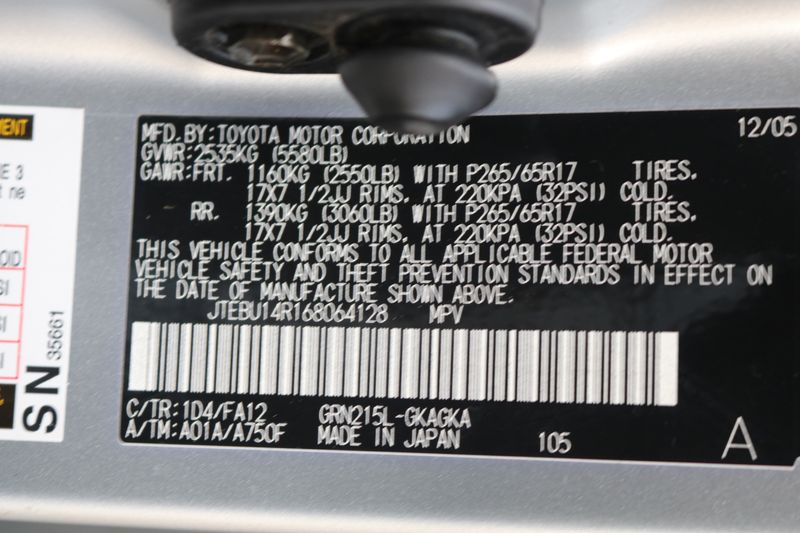 MFD. BY: TOYOTA MOTOR CORPORATION 12/05
GVWR: 2535KG (5580LB)
GAWR: FRT. 1160KG (2550LB) WITH P265/65R17 TIRES,
17X7 1/2JJ RIMS, AT 220KPA (32PSI) COLD.
RR. 1390KG (3060LB) WITH P265/65R17 TIRES,
17X7 1/2JJ RIMS, AT 220KPA (32PSI) COLD.
THIS VEHICLE CONFORMS TO ALL APPLICABLE FEDERAL MOTOR
VEHICLE SAFETY AND THEFT PREVENTION STANDARDS IN EFFECT ON
THE DATE OF MANUFACTURE SHOWN ABOVE.
JTEBU14R168064128 MPV
C/TR: 1D4/FA12 GRN215L-GKAGKA
A/TM: A01A/A750F MADE IN JAPAN 105 A
SN 35661